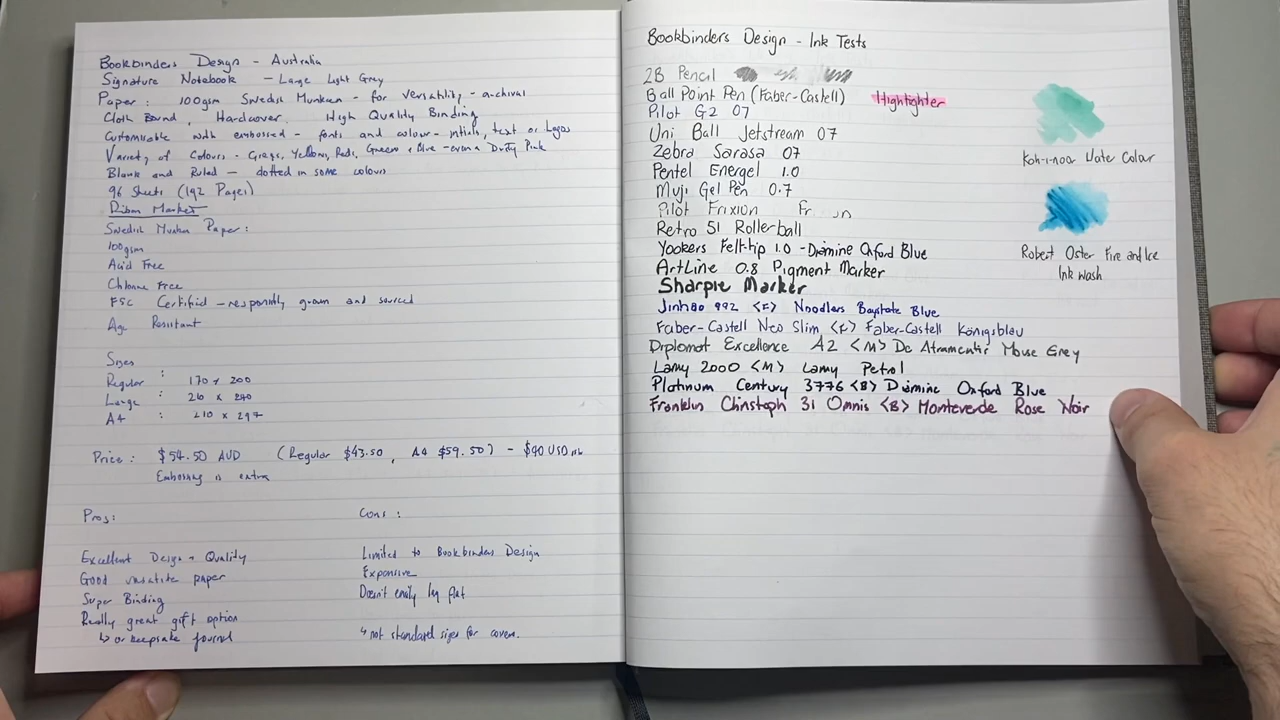 Bookbinders Design - Australia
Signature Notebook - Large Light Grey
Paper: 100gsm Swedish Munken - for versatility - archival
Cloth Bound, Hardcover, High Quality Binding
Customisable with embossed - fonts and colour - initials, text or logos
Variety of Colours - Greys, Yellows, Reds, Greens + Blue - even a Dusty Pink
Blank and Ruled - dotted in some colours
96 Sheets (192 Pages)
Ribbon Marker
Swedish Munken Paper:
100gsm
Acid Free
Chlorine Free
FSC Certified - responsibly grown and sourced
Age Resistant
Sizes:
Regular : 170 x 200
Large : 210 x 240
A4 : 210 x 297
Price: $54.50 AUD (Regular $43.50, A4 $59.50) - $40 USD
Embossing is extra
Pros:
Excellent Design + Quality
Good versatile paper
Super Binding
Really great gift option
↳ or keepsake journal
Cons:
Limited to Bookbinders Design
Expensive
Doesn't easily lay flat
↳ not standard sizes for covers.
Bookbinders Design - Ink Tests
2B Pencil
Ball Point Pen (Faber-Castell) Highlighter
Pilot G2 07
Uni Ball Jetstream 07
Zebra Sarasa 07
Pentel Energel 1.0
Muji Gel Pen 0.7
Pilot Frixion Fr on
Retro 51 Rollerball
Yookers Felt-tip 1.0 - Diamine Oxford Blue
ArtLine 0.8 Pigment Marker
Sharpie Marker
Jinhao 992 <F> Noodlers Baystate Blue
Faber-Castell Neo Slim <F> Faber-Castell Königsblau
Diplomat Excellence A2 <M> De Atramentis Mouse Grey
Lamy 2000 <M> Lamy Petrol
Platinum Century 3776 <B> Diamine Oxford Blue
Franklin Christoph 31 Omnis <B> Monteverde Rose Noir
Koh-i-noor Water Colour
Robert Oster Fire and Ice
Ink Wash